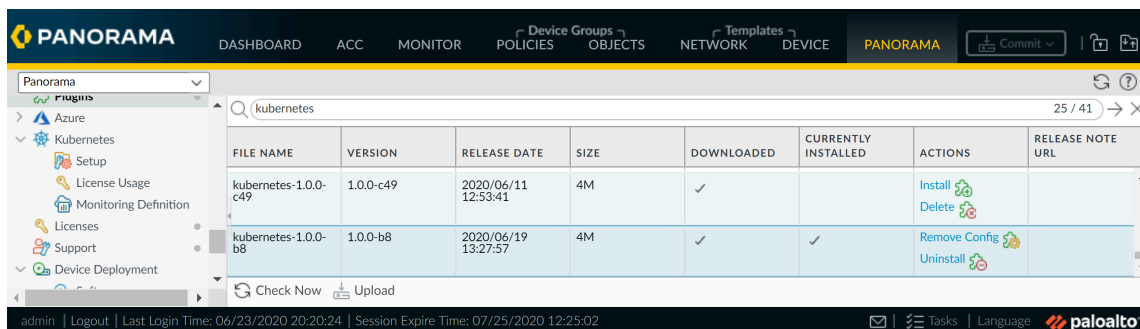 PANORAMA
DASHBOARD
ACC
MONITOR
Device Groups
POLICIES
OBJECTS
Templates
NETWORK
DEVICE
PANORAMA
Commit
Panorama
Plugins
Azure
Kubernetes
Setup
License Usage
Monitoring Definition
Licenses
Support
Device Deployment
kubernetes
25 / 41
FILE NAME VERSION RELEASE DATE SIZE DOWNLOADED CURRENTLY INSTALLED ACTIONS RELEASE NOTE URL
kubernetes-1.0.0-c49 1.0.0-c49 2020/06/11 12:53:41 4M Install
Delete
kubernetes-1.0.0-b8 1.0.0-b8 2020/06/19 13:27:57 4M Remove Config
Uninstall
Check Now Upload
admin | Logout | Last Login Time: 06/23/2020 20:20:24 | Session Expire Time: 07/25/2020 12:25:02
Tasks | Language
paloalto